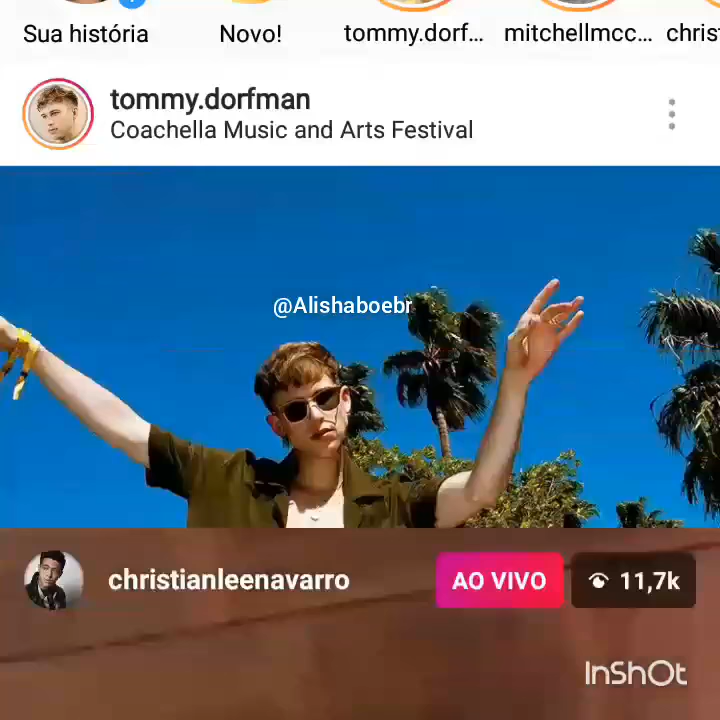 Sua história Novo! tommy.dorf... mitchellmcc... christ
tommy.dorfman
Coachella Music and Arts Festival
@Alishaboebr
christianleenavarro AO VIVO 11,7k
InShOt